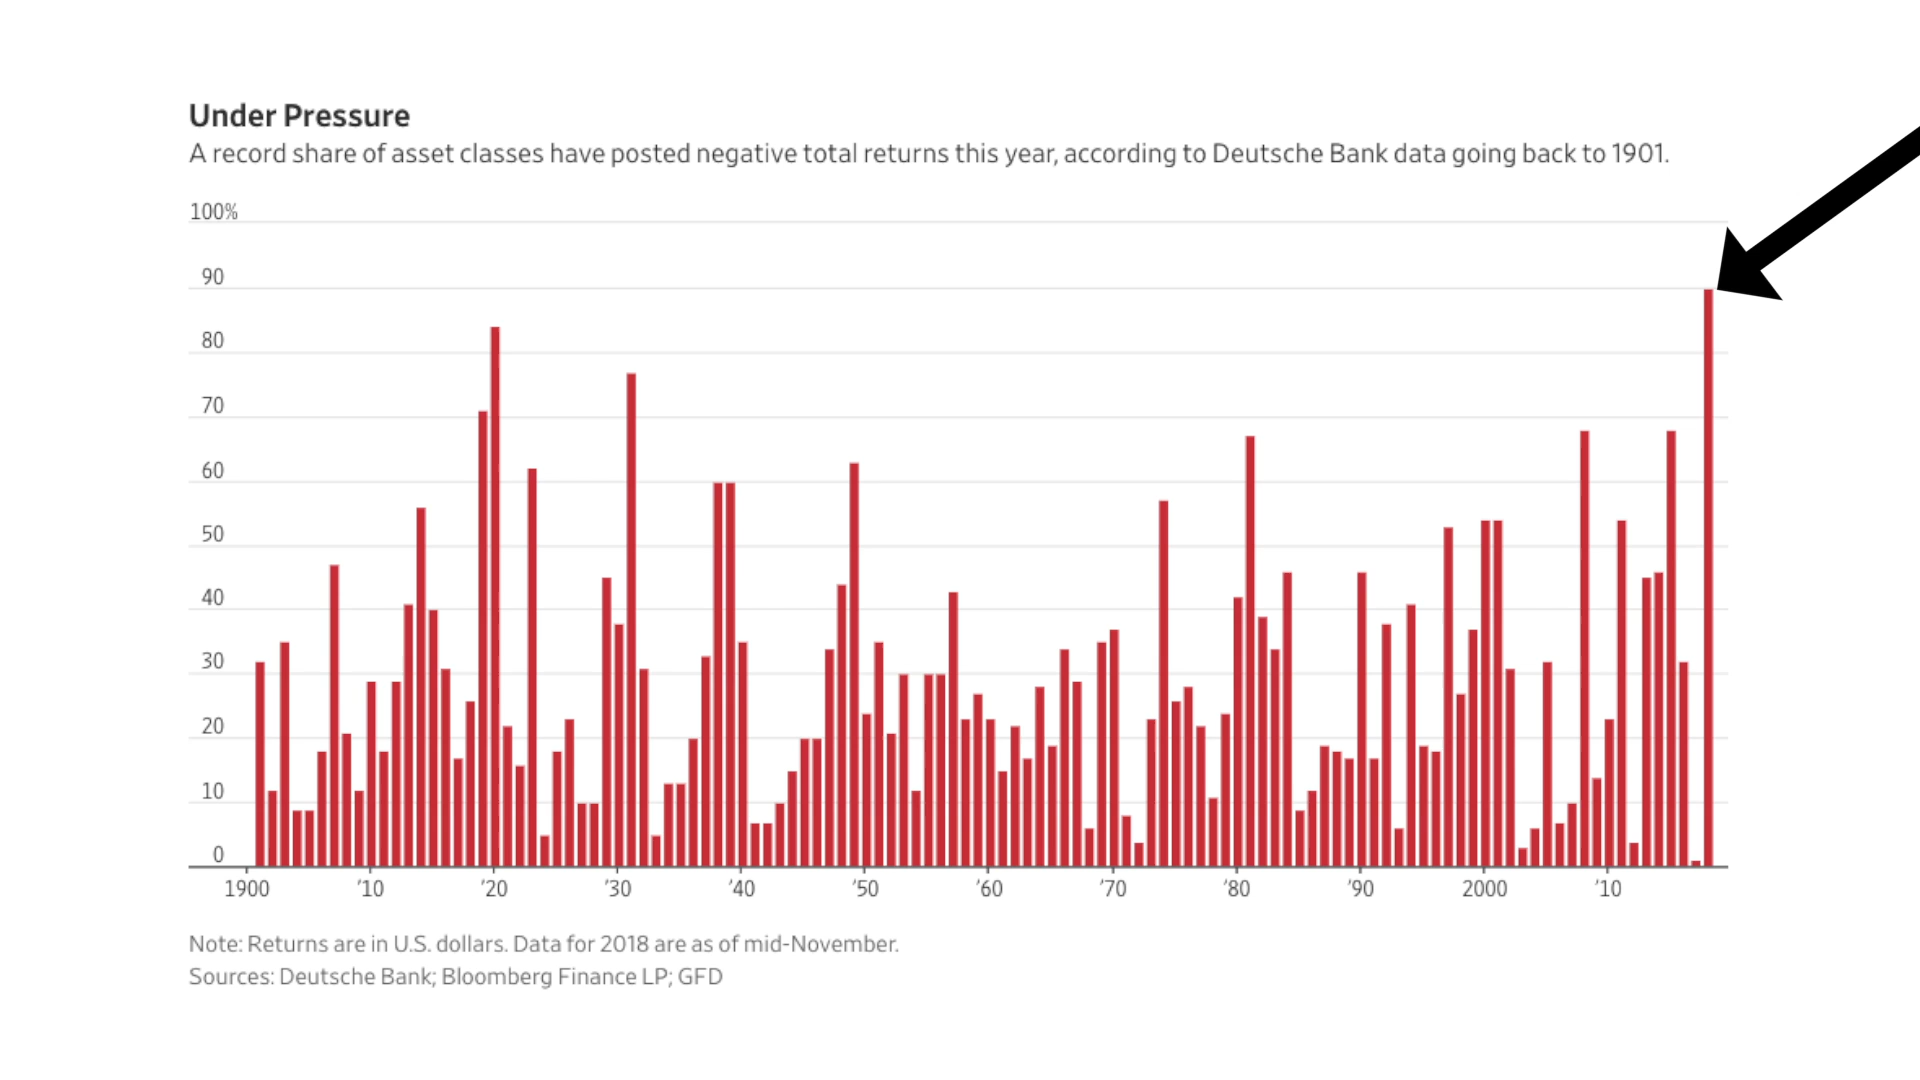 Under Pressure
A record share of asset classes have posted negative total returns this year, according to Deutsche Bank data going back to 1901.
100%
90
80
70
60
50
40
30
20
10
0
1900 '10 '20 '30 '40 '50 '60 '70 '80 '90 2000 '10
Note: Returns are in U.S. dollars. Data for 2018 are as of mid-November.
Sources: Deutsche Bank; Bloomberg Finance LP; GFD